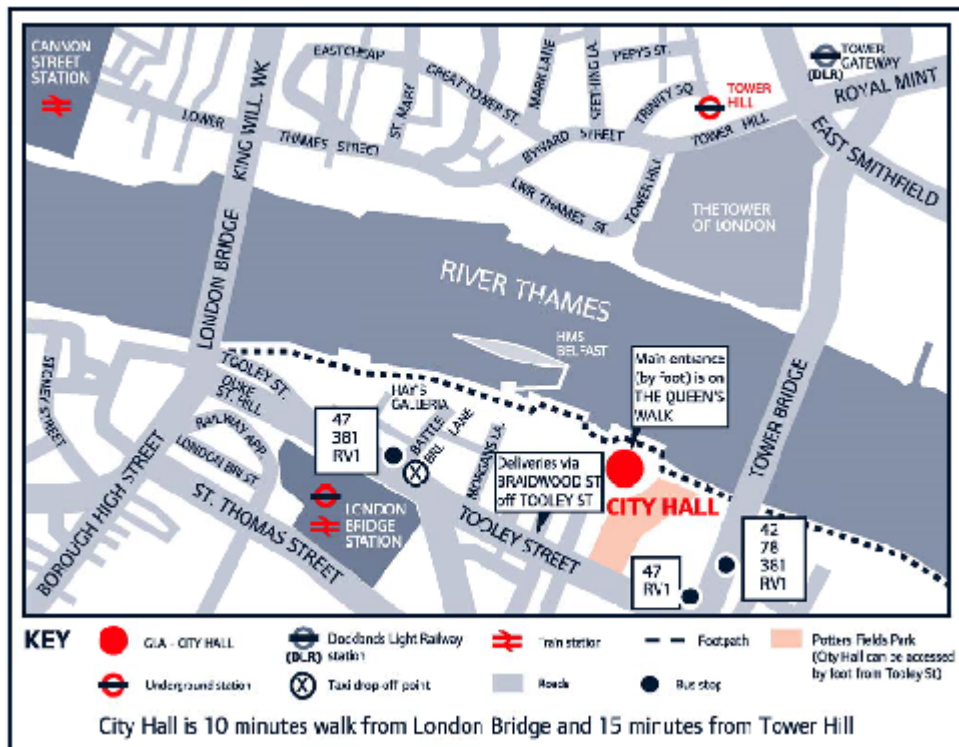 CANNON
STREET
STATION
LOWER
THAMES STREET
KING WILL. WK
EASTCHEAP
ST. MARY
GREAT TOWER ST.
MARK LANE
SEETHING LA.
PEPYS ST.
BYWARD STREET
TRINITY SQ
TOWER
HILL
TOWER HILL
TOWER
GATEWAY
(DLR)
ROYAL MINT
EAST SMITHFIELD
LWR THAMES ST.
TOWER HILL
THE TOWER
OF LONDON
LONDON BRIDGE
RIVER THAMES
HMS
BELFAST
Main entrance
(by foot) is on
THE QUEEN'S
WALK
TOWER BRIDGE
STONEY STREET
TOOLEY ST.
DUKE
ST. HILL
HAY'S
GALLERIA
47
381
RV1
BATTLE
BRI. LANE
MORGANS LA.
RAILWAY APP
LONDON BRI. ST
Deliveries via
BRAIDWOOD ST
off TOOLEY ST
CITY HALL
BOROUGH HIGH STREET
ST. THOMAS STREET
LONDON
BRIDGE
STATION
TOOLEY STREET
47
RV1
42
78
381
RV1
KEY
GLA - CITY HALL
Docklands Light Railway
(DLR) station
Train station
Footpath
Potters Fields Park
(City Hall can be accessed
by foot from Tooley St)
Underground station
Taxi drop-off point
Roads
Bus stop
City Hall is 10 minutes walk from London Bridge and 15 minutes from Tower Hill